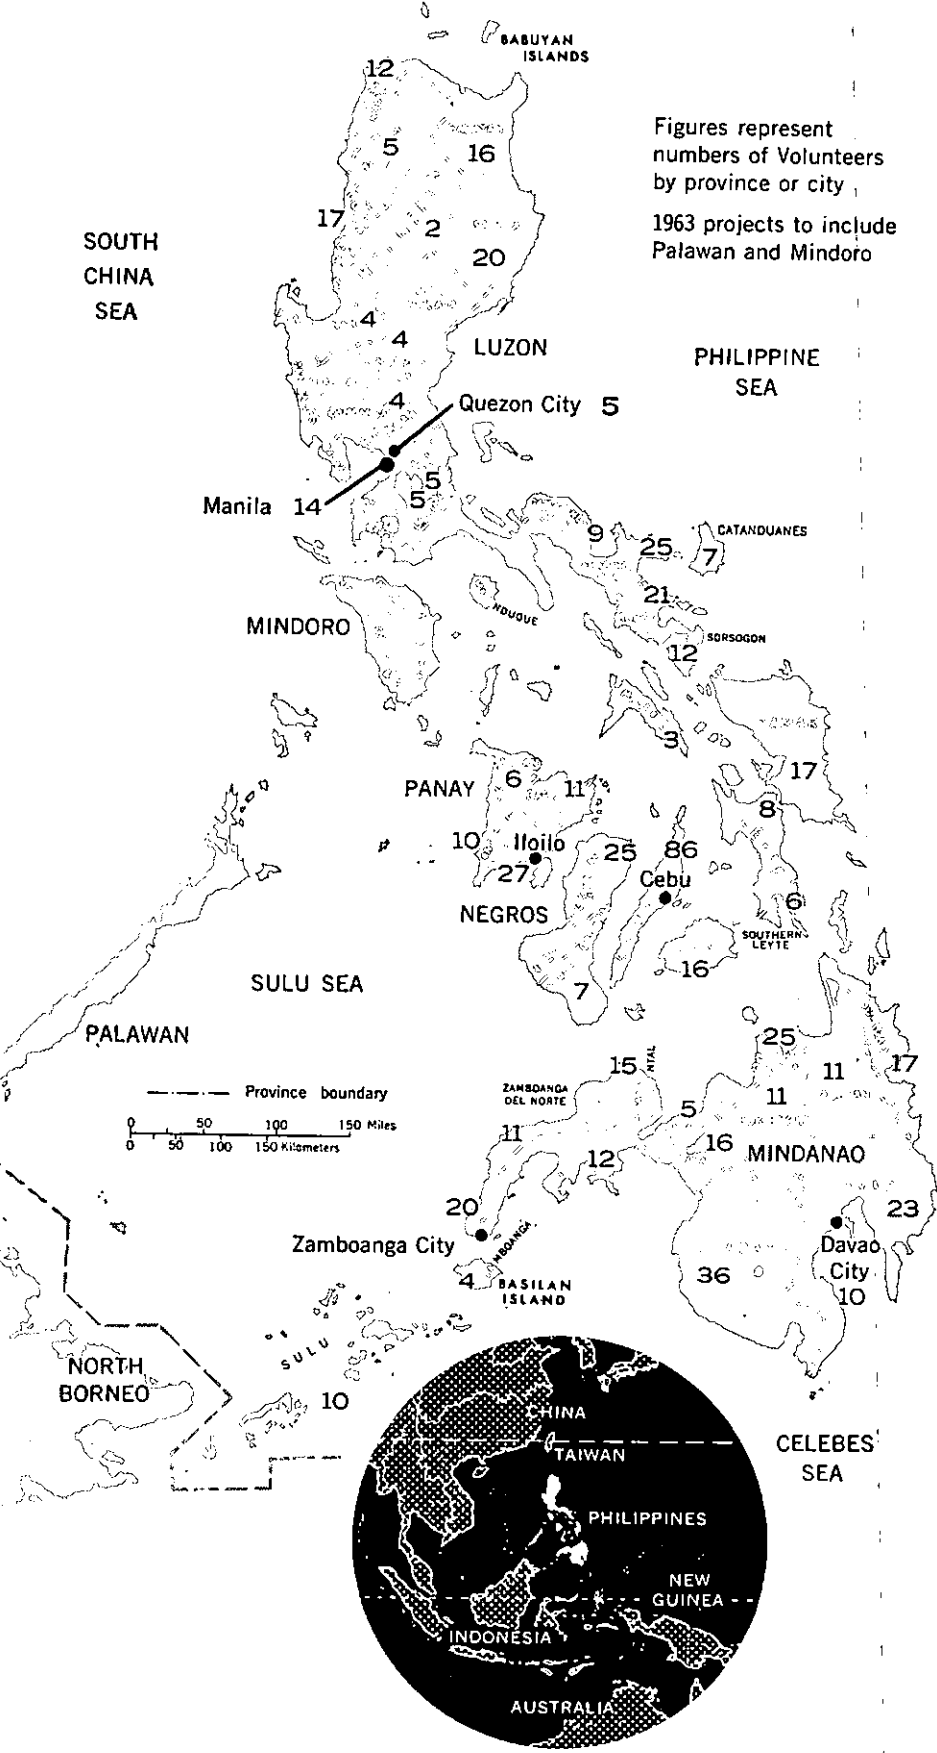 BABUYAN
ISLANDS
12
5
16
Figures represent
numbers of Volunteers
by province or city
1963 projects to include
Palawan and Mindoro
17
2
20
SOUTH
CHINA
SEA
4
4
LUZON
PHILIPPINE
SEA
4
Quezon City 5
5
5
Manila 14
9
25
CATANDUANES
7
21
NDUQUE
MINDORO
SORSOGON
12
3
17
PANAY
6
11
8
10
Iloilo
27
25
86
Cebu
NEGROS
6
SOUTHERN
LEYTE
16
7
SULU SEA
PALAWAN
25
15
NTAL
17
11
11
Province boundary
ZAMBOANGA
DEL NORTE
5
0 50 100 150 Miles
0 50 100 150 Kilometers
11
16
MINDANAO
12
20
23
Zamboanga City
MBOANGA
Davao
City
10
36
4
BASILAN
ISLAND
SULU
10
NORTH
BORNEO
CELEBES
SEA
CHINA
TAIWAN
PHILIPPINES
NEW
GUINEA
INDONESIA
AUSTRALIA